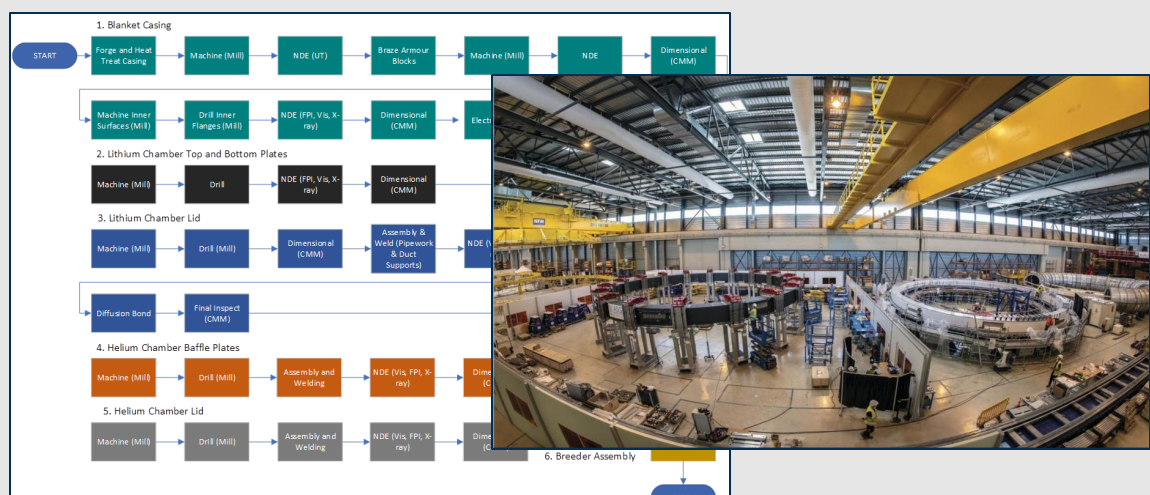 1. Blanket Casing
START
Forge and Heat
Treat Casing
Machine (Mill)
NDE (UT)
Braze Armour
Blocks
Machine (Mill)
NDE
Dimensional
(CMM)
Machine Inner
Surfaces (Mill)
Drill Inner
Flanges (Mill)
NDE (FPI, Vis, X-
ray)
Dimensional
(CMM)
2. Lithium Chamber Top and Bottom Plates
Machine (Mill)
Drill
NDE (FPI, Vis, X-
ray)
Dimensional
(CMM)
3. Lithium Chamber Lid
Machine (Mill)
Drill (Mill)
Dimensional
(CMM)
Assembly &
Weld (Pipework
& Duct
Supports)
NDE
Diffusion Bond
Final Inspect
(CMM)
4. Helium Chamber Baffle Plates
Machine (Mill)
Drill (Mill)
Assembly and
Welding
NDE (Vis, FPI, X-
ray)
5. Helium Chamber Lid
Machine (Mill)
Drill (Mill)
Assembly and
Welding
NDE (Vis, FPI, X-
ray)
6. Breeder Assembly